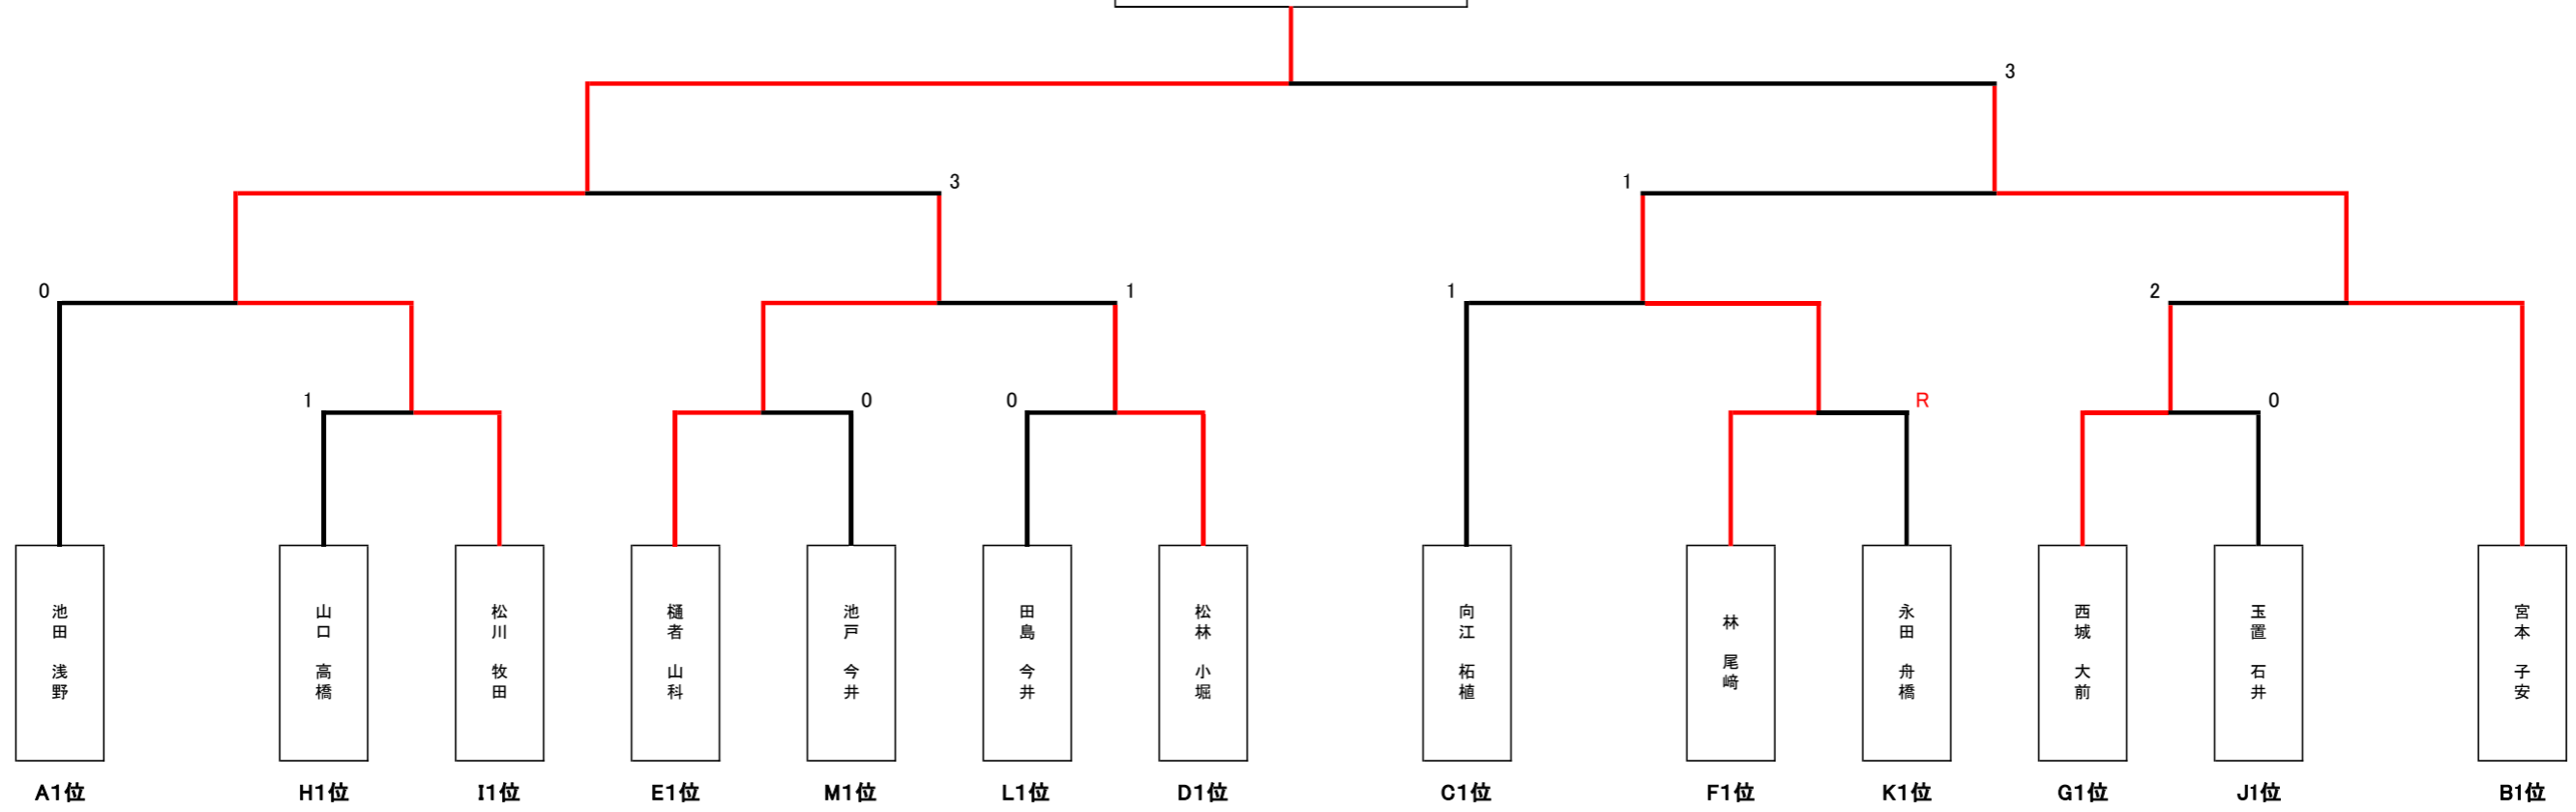 3
3
1
0
1
1
2
1
0
0
R
0
池田 浅野
山口 高橋
松川 牧田
樋者 山科
池戸 今井
田島 今井
松林 小堀
向江 柘植
林 尾﨑
永田 舟橋
西城 大前
玉置 石井
宮本 子安
A1位
H1位
I1位
E1位
M1位
L1位
D1位
C1位
F1位
K1位
G1位
J1位
B1位